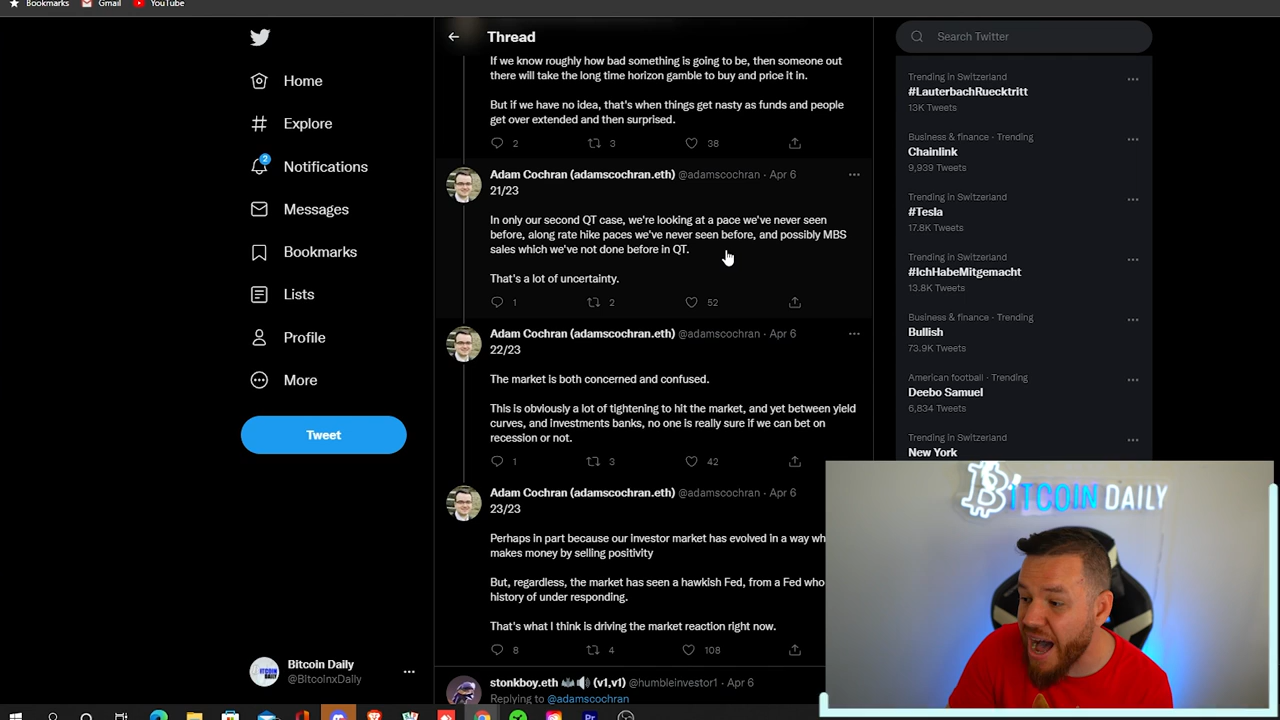 Bookmarks
Gmail
YouTube
Home
Explore
2
Notifications
Messages
Bookmarks
Lists
Profile
More
Tweet
Bitcoin Daily
@BItcoinxDaily
Thread
If we know roughly how bad something is going to be, then someone out
there will take the long time horizon gamble to buy and price it in.
But if we have no idea, that's when things get nasty as funds and people
get over extended and then surprised.
2 3 38
Adam Cochran (adamscochran.eth) @adamscochran · Apr 6
21/23
In only our second QT case, we're looking at a pace we've never seen
before, along rate hike paces we've never seen before, and possibly MBS
sales which we've not done before in QT.
That's a lot of uncertainty.
1 2 52
Adam Cochran (adamscochran.eth) @adamscochran · Apr 6
22/23
The market is both concerned and confused.
This is obviously a lot of tightening to hit the market, and yet between yield
curves, and investments banks, no one is really sure if we can bet on
recession or not.
1 3 42
Adam Cochran (adamscochran.eth) @adamscochran · Apr 6
23/23
Perhaps in part because our investor market has evolved in a way wh
makes money by selling positivity
But, regardless, the market has seen a hawkish Fed, from a Fed who
history of under responding.
That's what I think is driving the market reaction right now.
8 4 108
stonkboy.eth (v1,v1) @humbleinvestor1 · Apr 6
Replying to @adamscochran
Search Twitter
Trending in Switzerland
#LauterbachRuecktritt
13K Tweets
Business & finance · Trending
Chainlink
9,939 Tweets
Trending in Switzerland
#Tesla
17.8K Tweets
Trending in Switzerland
#IchHabeMitgemacht
13.8K Tweets
Business & finance · Trending
Bullish
73.9K Tweets
American football · Trending
Deebo Samuel
6,834 Tweets
Trending in Switzerland
New York
BITCOIN DAILY